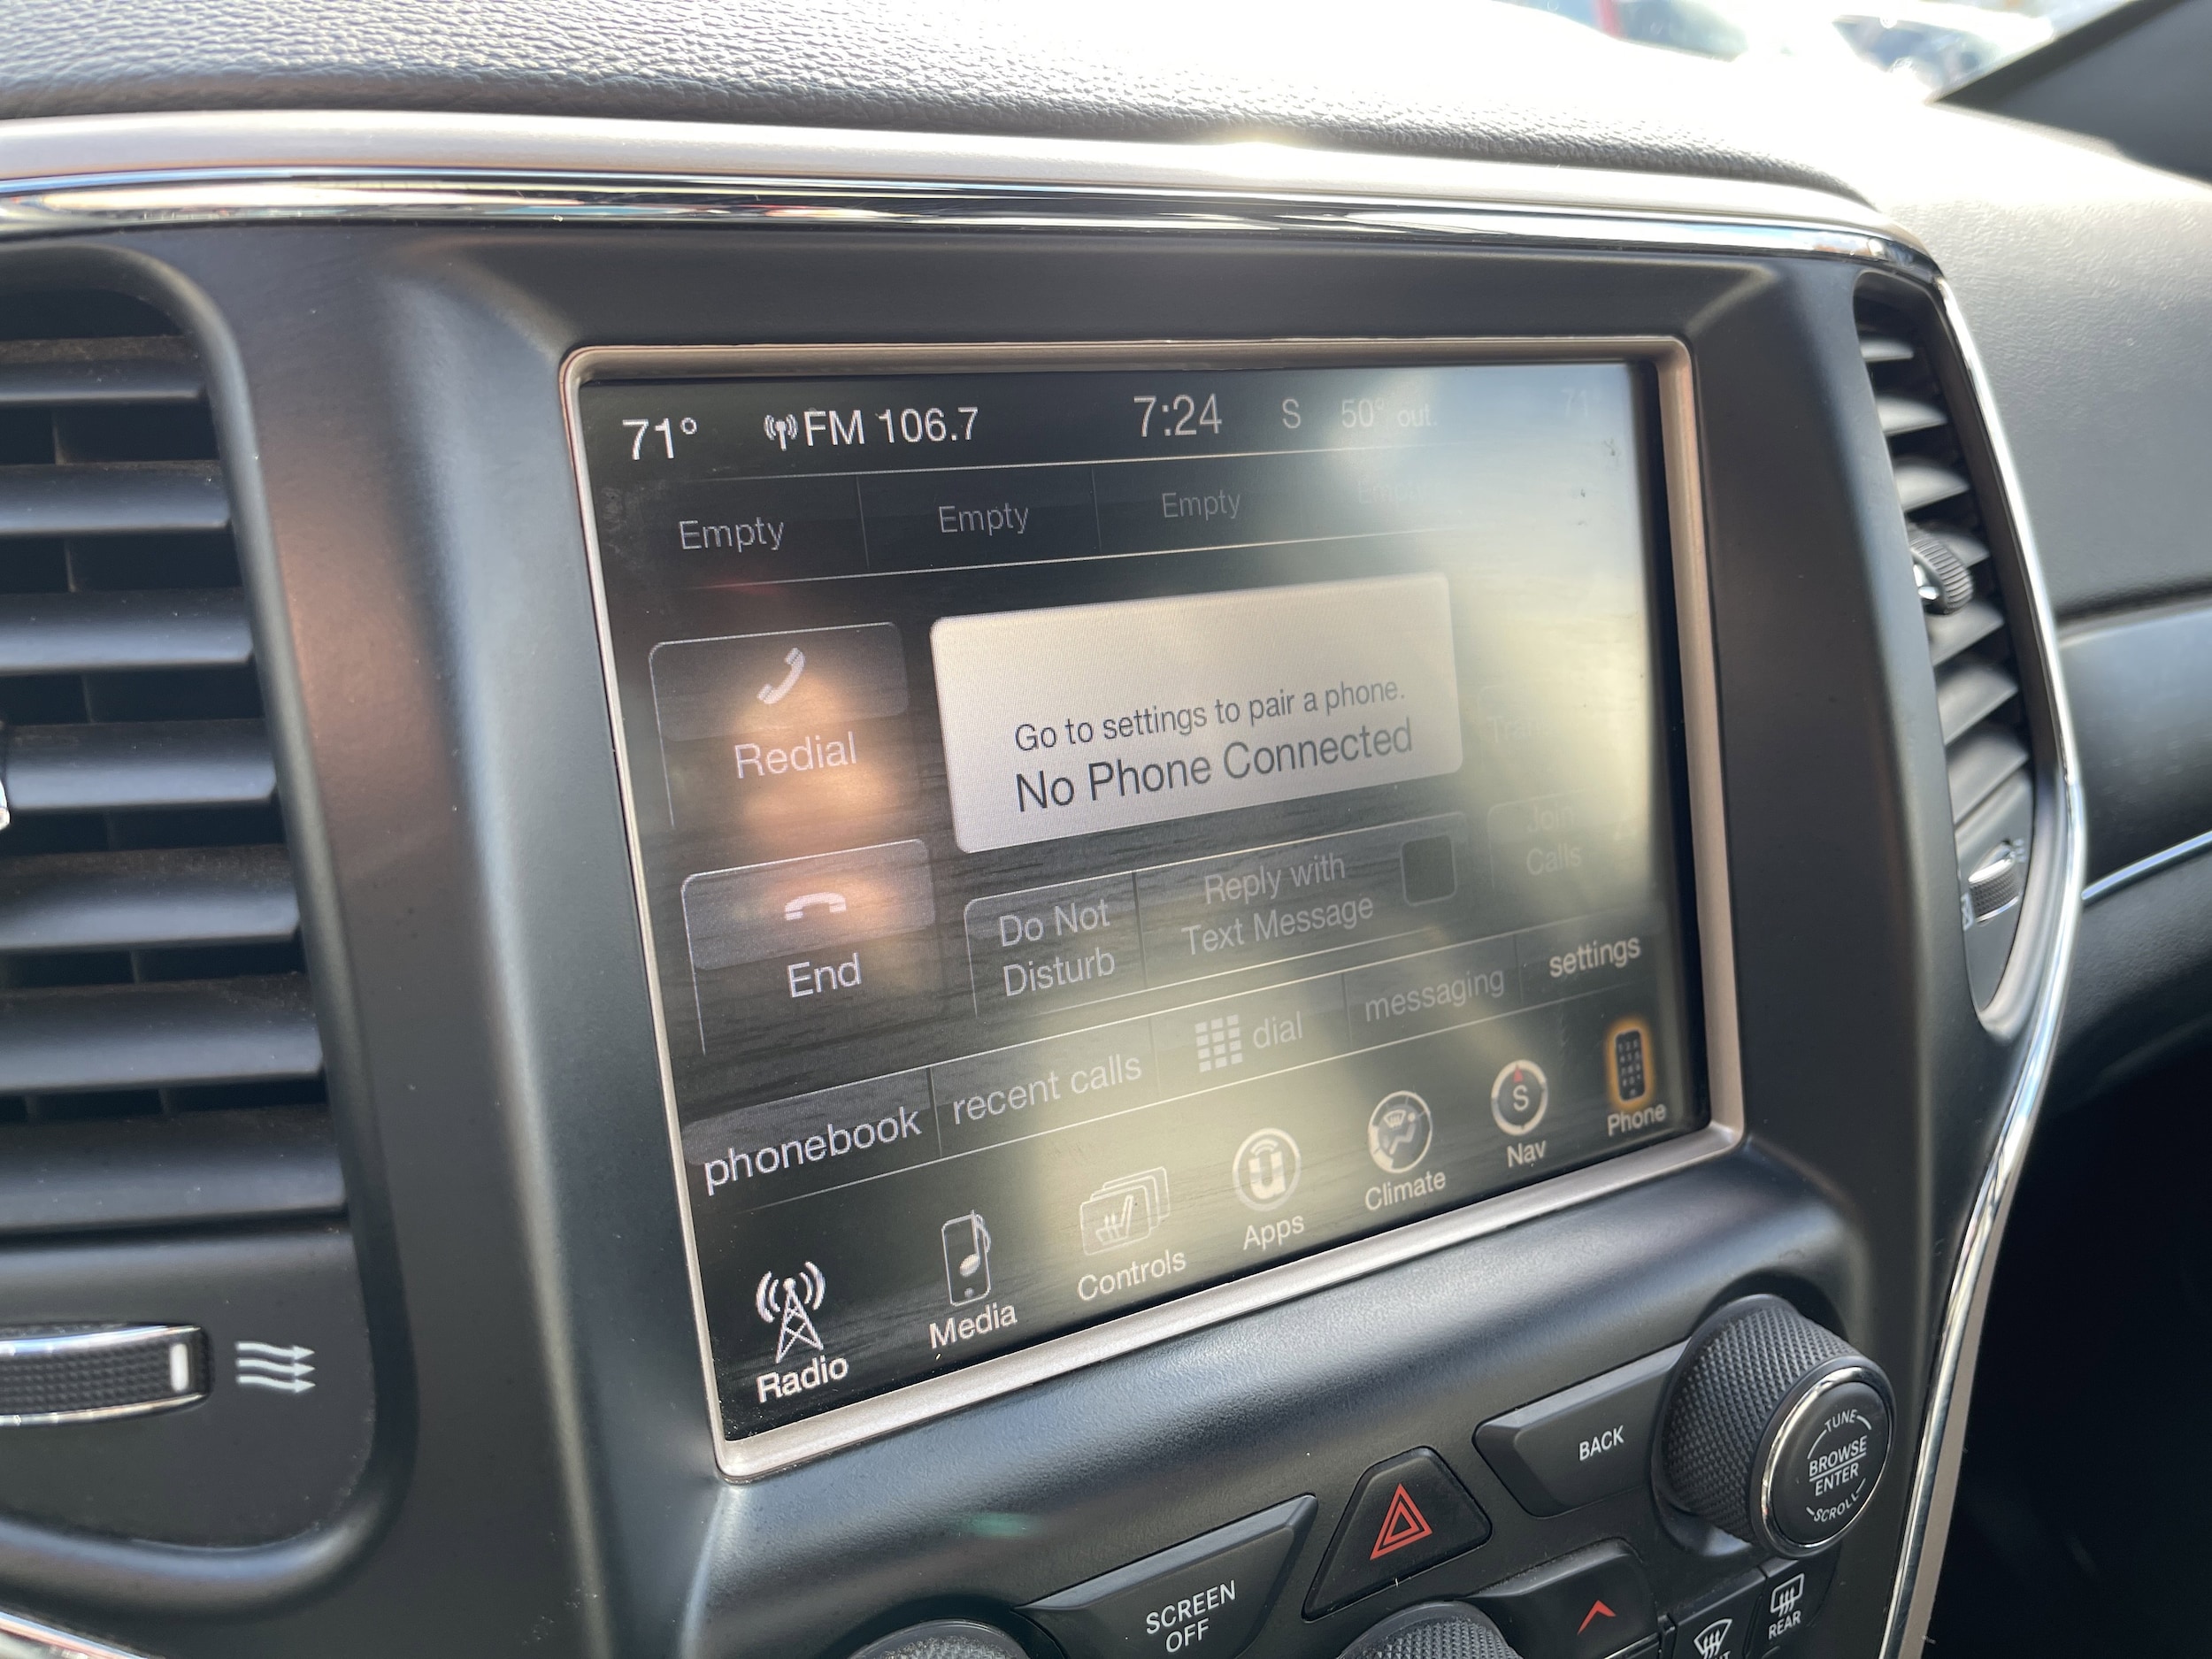 71° FM 106.7 7:24 S 50° out. 71
Empty Empty Empty Empty
Redial
Go to settings to pair a phone.
No Phone Connected
End
Do Not
Disturb
Reply with
Text Message
Join
Calls
phonebook recent calls dial messaging settings
Radio Media Controls Apps Climate Nav Phone
S
BACK
TUNE
BROWSE
ENTER
SCROLL
SCREEN
OFF
REAR